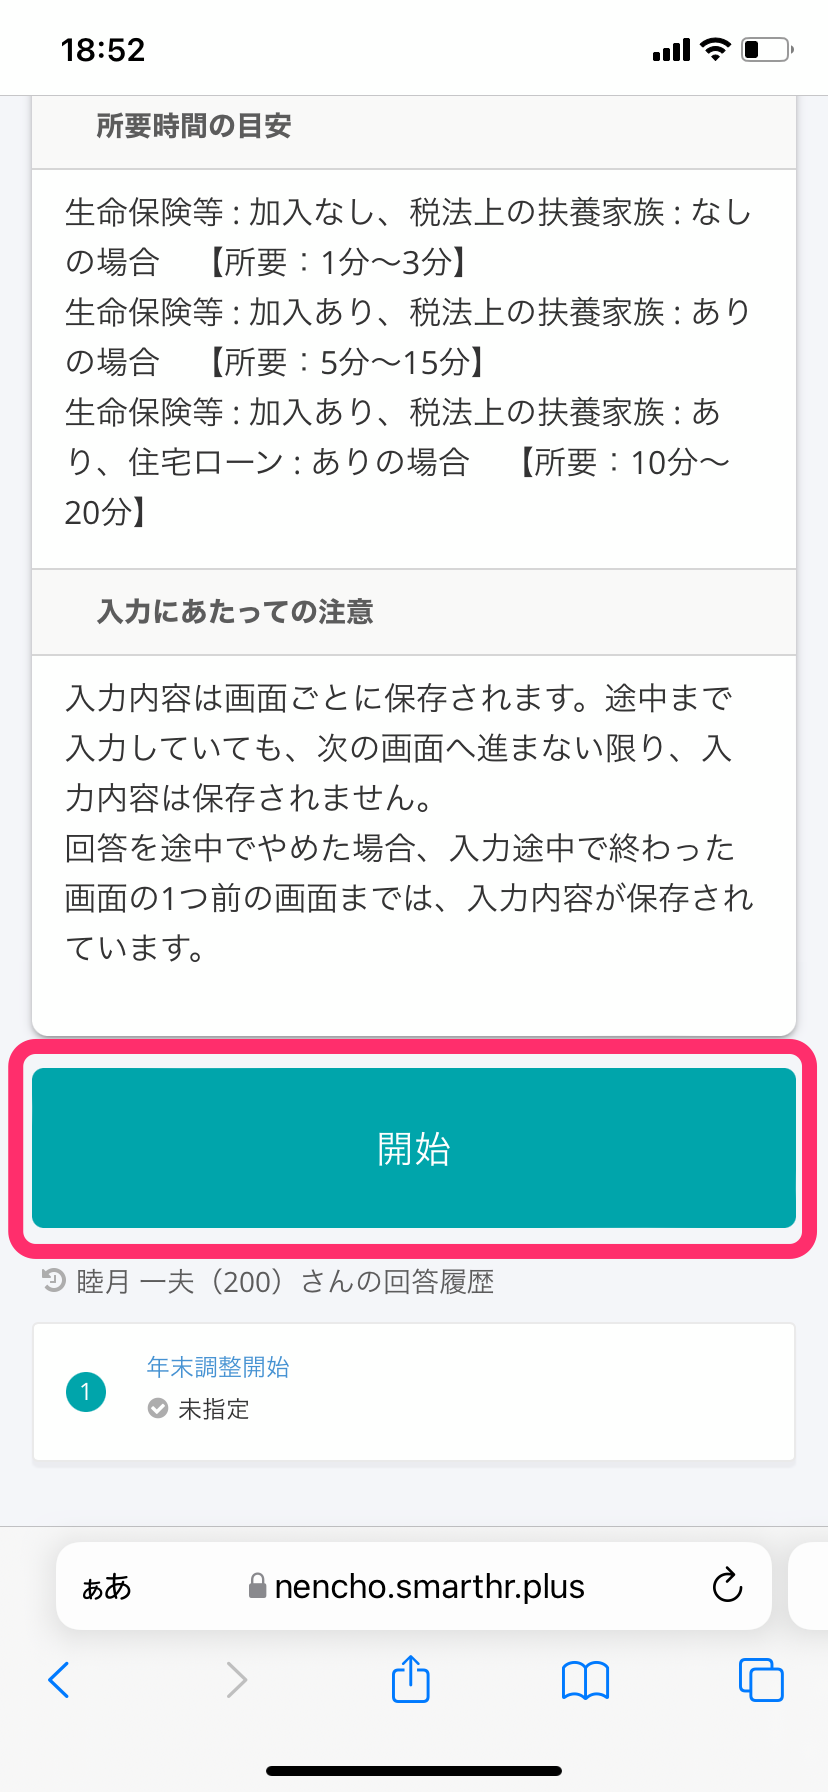 18:52
所要時間の目安
生命保険等 : 加入なし、税法上の扶養家族 : なし
の場合　【所要：1分〜3分】
生命保険等 : 加入あり、税法上の扶養家族 : あり
の場合　【所要：5分〜15分】
生命保険等 : 加入あり、税法上の扶養家族 : あ
り、住宅ローン : ありの場合　【所要：10分〜
20分】
入力にあたっての注意
入力内容は画面ごとに保存されます。途中まで
入力していても、次の画面へ進まない限り、入
力内容は保存されません。
回答を途中でやめた場合、入力途中で終わった
画面の1つ前の画面までは、入力内容が保存され
ています。
開始
睦月 一夫（200）さんの回答履歴
1
年末調整開始
未指定
ぁあ
nencho.smarthr.plus